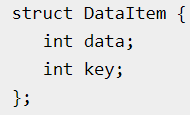 struct DataItem {
   int data;
   int key;
};